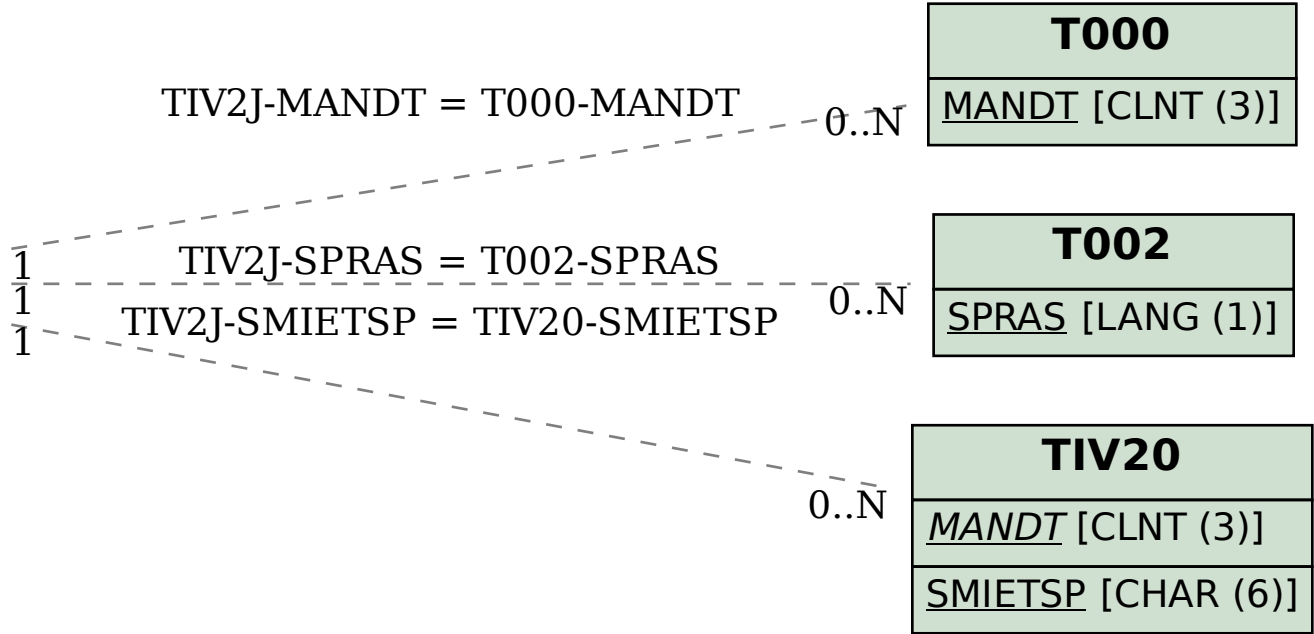 T000
MANDT [CLNT (3)]
TIV2J-MANDT = T000-MANDT
0..N
1
TIV2J-SPRAS = T002-SPRAS
1
0..N
T002
SPRAS [LANG (1)]
TIV2J-SMIETSP = TIV20-SMIETSP
1
0..N
TIV20
MANDT [CLNT (3)]
SMIETSP [CHAR (6)]